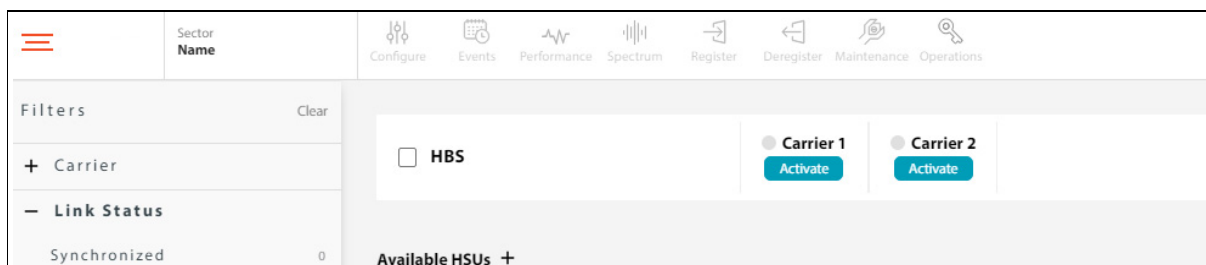 Sector
Name
Configure Events Performance Spectrum Register Deregister Maintenance Operations
Filters Clear
+ Carrier
HBS
Carrier 1 Carrier 2
Activate Activate
− Link Status
Synchronized 0
Available HSUs +